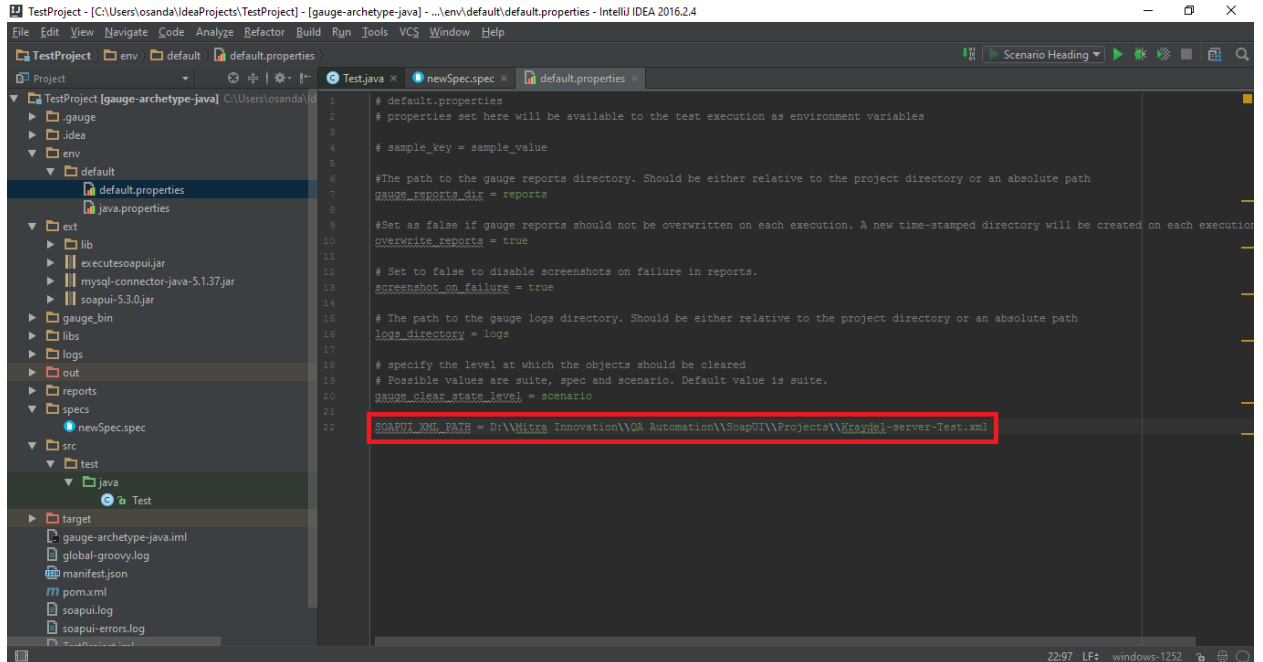 TestProject - [C:\Users\osanda\IdeaProjects\TestProject] - [gauge-archetype-java] - ...\env\default\default.properties - IntelliJ IDEA 2016.2.4
File Edit View Navigate Code Analyze Refactor Build Run Tools VCS Window Help
TestProject env default default.properties
Scenario Heading
Project
Test.java newSpec.spec default.properties
TestProject [gauge-archetype-java] C:\Users\osanda\Id
.gauge
.idea
env
default
default.properties
java.properties
ext
lib
executesoapui.jar
mysql-connector-java-5.1.37.jar
soapui-5.3.0.jar
gauge_bin
libs
logs
out
reports
specs
newSpec.spec
src
test
java
Test
target
gauge-archetype-java.iml
global-groovy.log
manifest.json
pom.xml
soapui.log
soapui-errors.log
TestProject.iml
1 # default.properties
2 # properties set here will be available to the test execution as environment variables
3
4 # sample_key = sample_value
5
6 #The path to the gauge reports directory. Should be either relative to the project directory or an absolute path
7 gauge_reports_dir = reports
8
9 #Set as false if gauge reports should not be overwritten on each execution. A new time-stamped directory will be created on each execution
10 overwrite_reports = true
11
12 # Set to false to disable screenshots on failure in reports.
13 screenshot_on_failure = true
14
15 # The path to the gauge logs directory. Should be either relative to the project directory or an absolute path
16 logs_directory = logs
17
18 # specify the level at which the objects should be cleared
19 # Possible values are suite, spec and scenario. Default value is suite.
20 gauge_clear_state_level = scenario
21
22 SOAPUI_XML_PATH = D:\\Mitra Innovation\\QA Automation\\SoapUI\\Projects\\Kraydel-server-Test.xml
22:97 LF÷ windows-1252